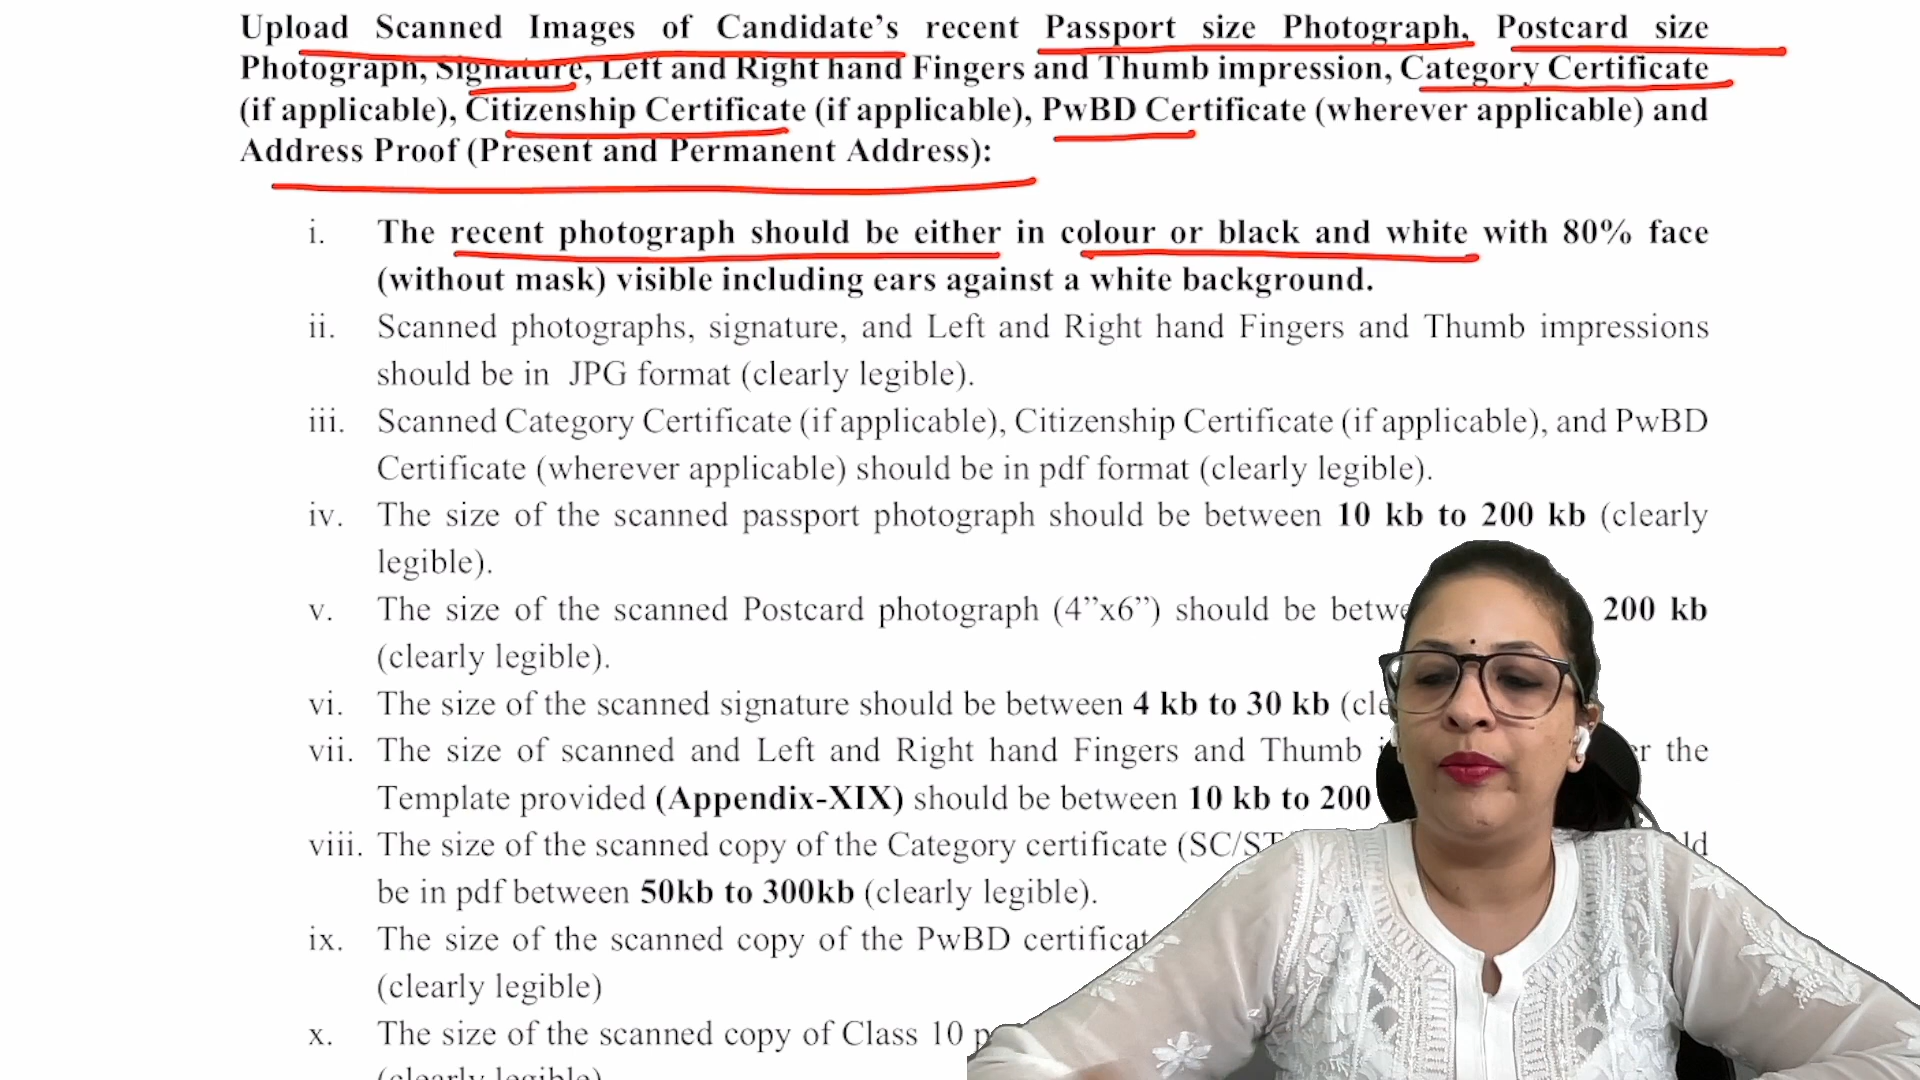 Upload Scanned Images of Candidate’s recent Passport size Photograph, Postcard size
Photograph, Signature, Left and Right hand Fingers and Thumb impression, Category Certificate
(if applicable), Citizenship Certificate (if applicable), PwBD Certificate (wherever applicable) and
Address Proof (Present and Permanent Address):
i. The recent photograph should be either in colour or black and white with 80% face
(without mask) visible including ears against a white background.
ii. Scanned photographs, signature, and Left and Right hand Fingers and Thumb impressions
should be in JPG format (clearly legible).
iii. Scanned Category Certificate (if applicable), Citizenship Certificate (if applicable), and PwBD
Certificate (wherever applicable) should be in pdf format (clearly legible).
iv. The size of the scanned passport photograph should be between 10 kb to 200 kb (clearly
legible).
v. The size of the scanned Postcard photograph (4”x6”) should be 200 kb
(clearly legible).
vi. The size of the scanned signature should be between 4 kb to 30 kb
vii. The size of scanned and Left and Right hand Fingers and Thumb the
Template provided (Appendix-XIX) should be between 10 kb to 200
viii. The size of the scanned copy of the Category certificate
be in pdf between 50kb to 300kb (clearly legible).
ix. The size of the scanned copy of the PwBD
(clearly legible)
x. The size of the scanned copy of Class 10
(clearly legible)